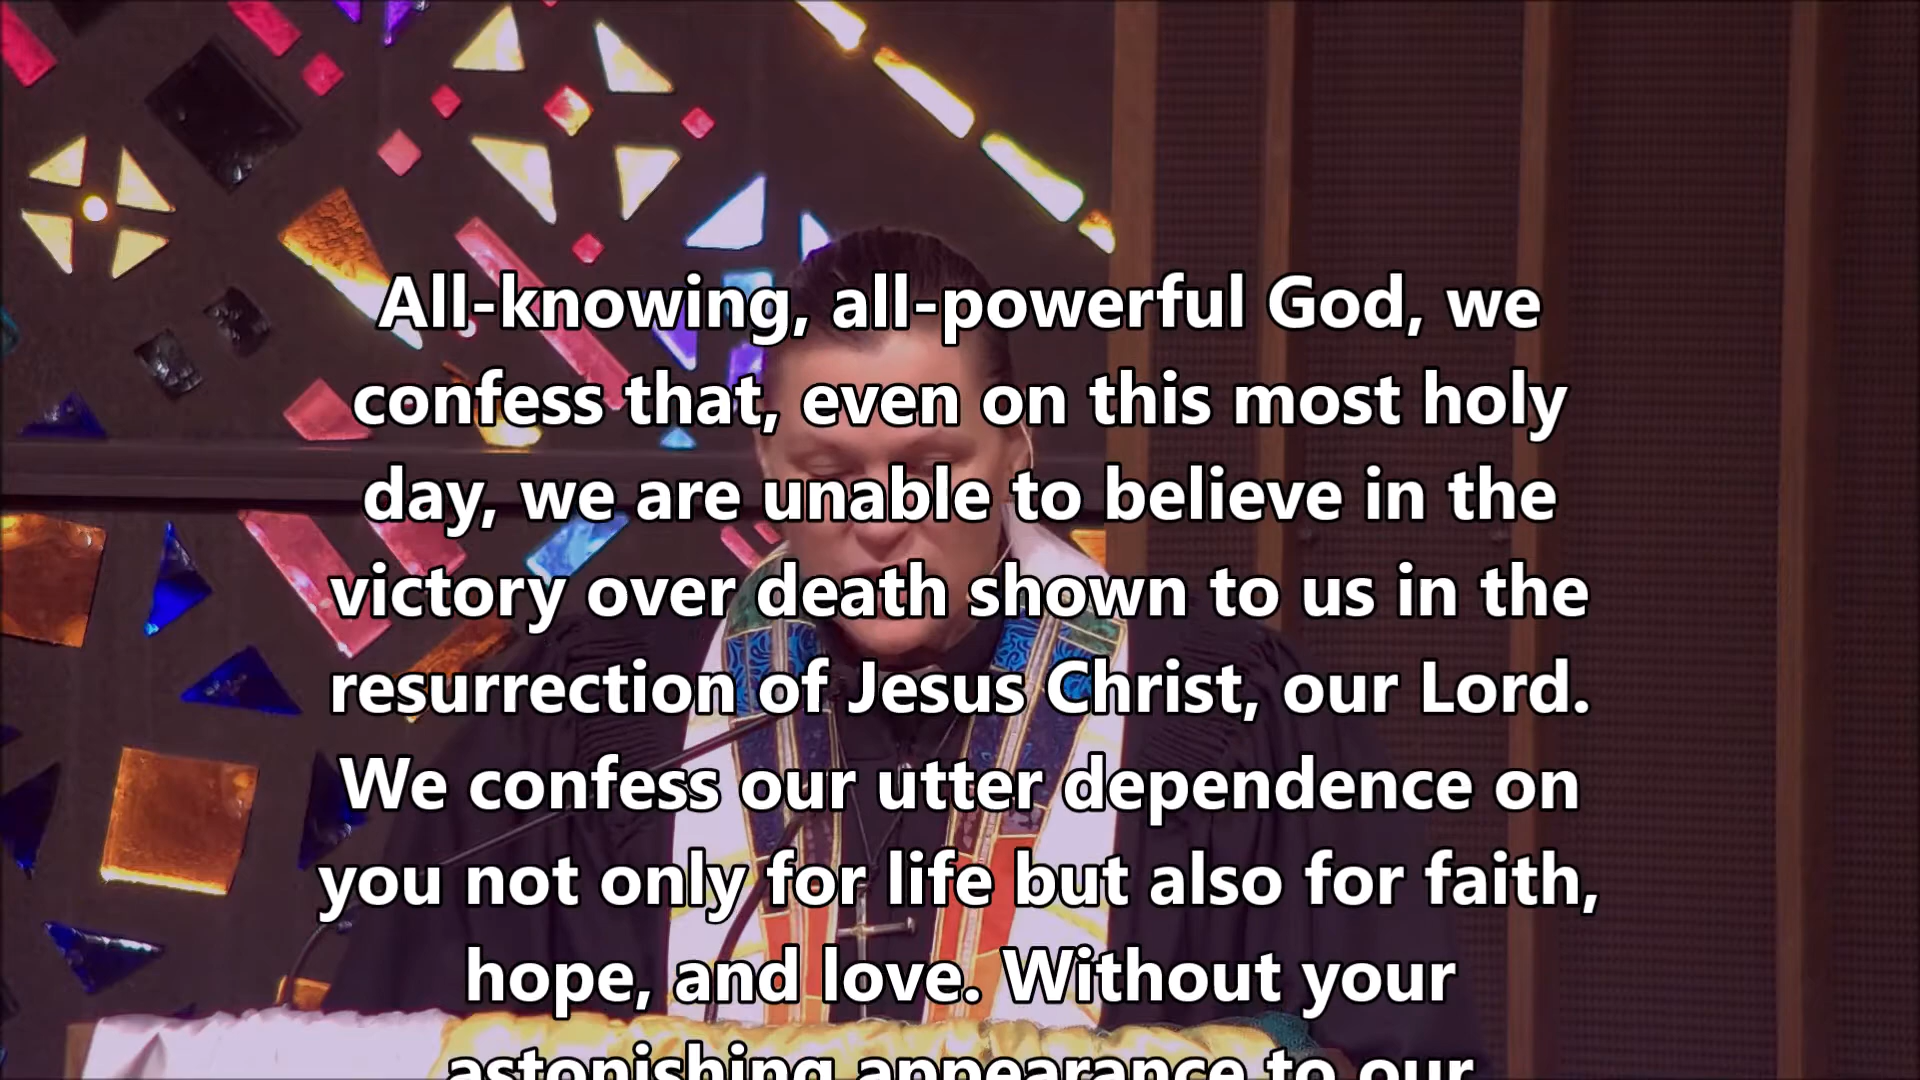 All-knowing, all-powerful God, we
confess that, even on this most holy
day, we are unable to believe in the
victory over death shown to us in the
resurrection of Jesus Christ, our Lord.
We confess our utter dependence on
you not only for life but also for faith,
hope, and love. Without your
astonishing appearance to our